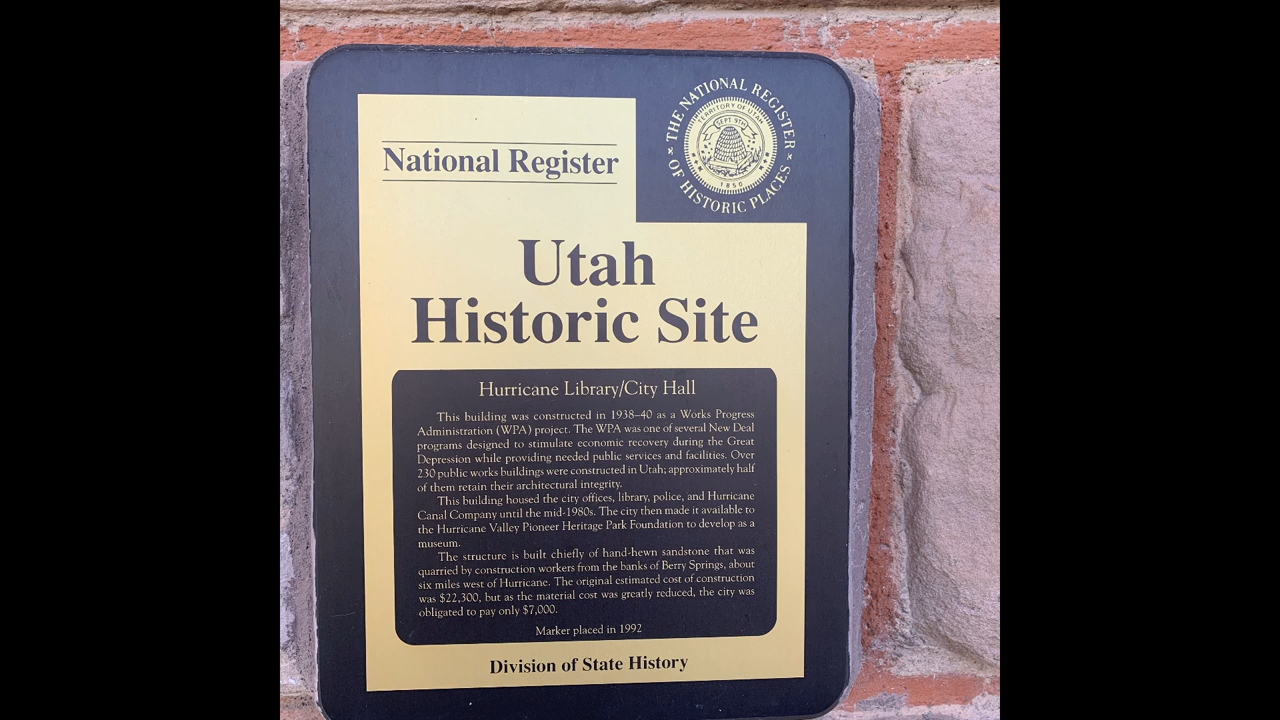 THE NATIONAL REGISTER
OF HISTORIC PLACES
TERRITORY OF UTAH
SEPT. 9TH
1850
National Register
Utah
Historic Site
Hurricane Library/City Hall
This building was constructed in 1938–40 as a Works Progress
Administration (WPA) project. The WPA was one of several New Deal
programs designed to stimulate economic recovery during the Great
Depression while providing needed public services and facilities. Over
230 public works buildings were constructed in Utah; approximately half
of them retain their architectural integrity.
This building housed the city offices, library, police, and Hurricane
Canal Company until the mid-1980s. The city then made it available to
the Hurricane Valley Pioneer Heritage Park Foundation to develop as a
museum.
The structure is built chiefly of hand-hewn sandstone that was
quarried by construction workers from the banks of Berry Springs, about
six miles west of Hurricane. The original estimated cost of construction
was $22,300, but as the material cost was greatly reduced, the city was
obligated to pay only $7,000.
Marker placed in 1992
Division of State History